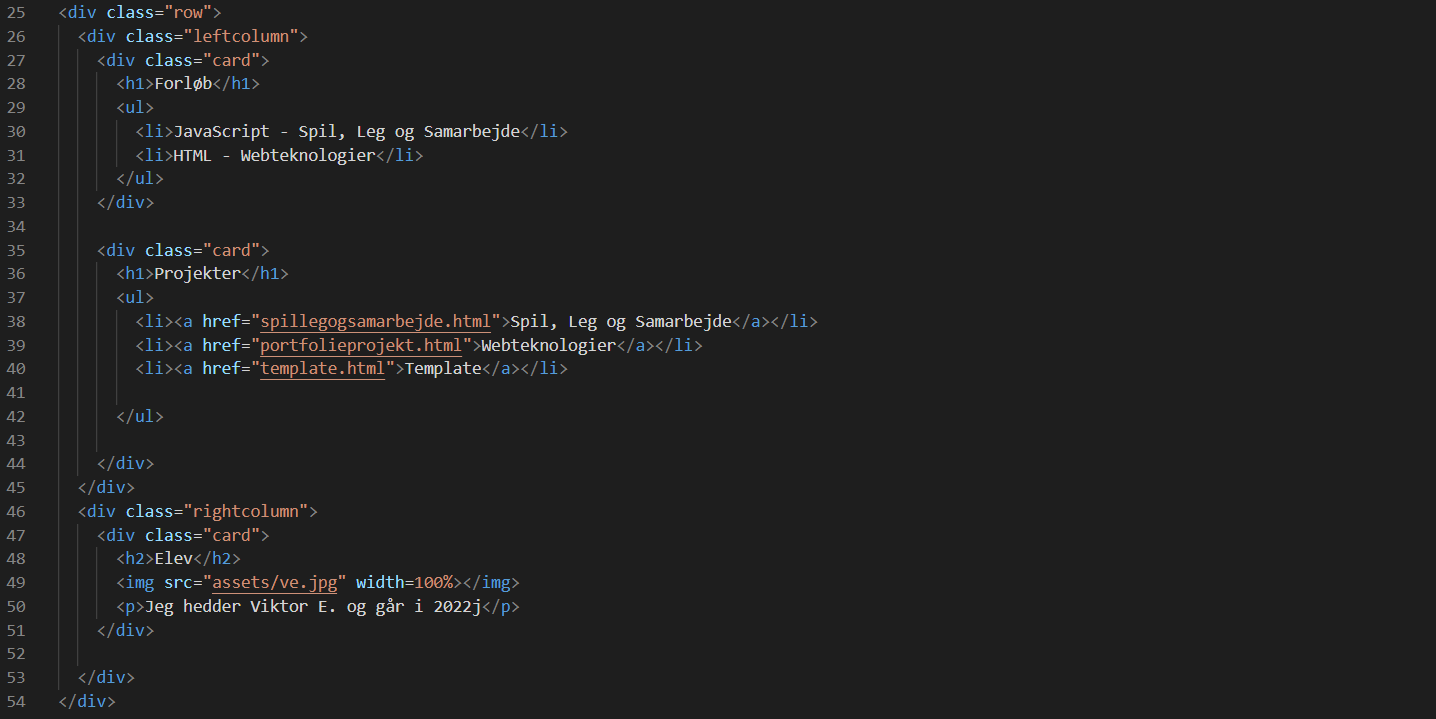 25 <div class="row">
26 <div class="leftcolumn">
27 <div class="card">
28 <h1>Forløb</h1>
29 <ul>
30 <li>JavaScript - Spil, Leg og Samarbejde</li>
31 <li>HTML - Webteknologier</li>
32 </ul>
33 </div>
34
35 <div class="card">
36 <h1>Projekter</h1>
37 <ul>
38 <li><a href="spillegogsamarbejde.html">Spil, Leg og Samarbejde</a></li>
39 <li><a href="portfolieprojekt.html">Webteknologier</a></li>
40 <li><a href="template.html">Template</a></li>
41
42 </ul>
43
44 </div>
45 </div>
46 <div class="rightcolumn">
47 <div class="card">
48 <h2>Elev</h2>
49 <img src="assets/ve.jpg" width=100%></img>
50 <p>Jeg hedder Viktor E. og går i 2022j</p>
51 </div>
52
53 </div>
54 </div>